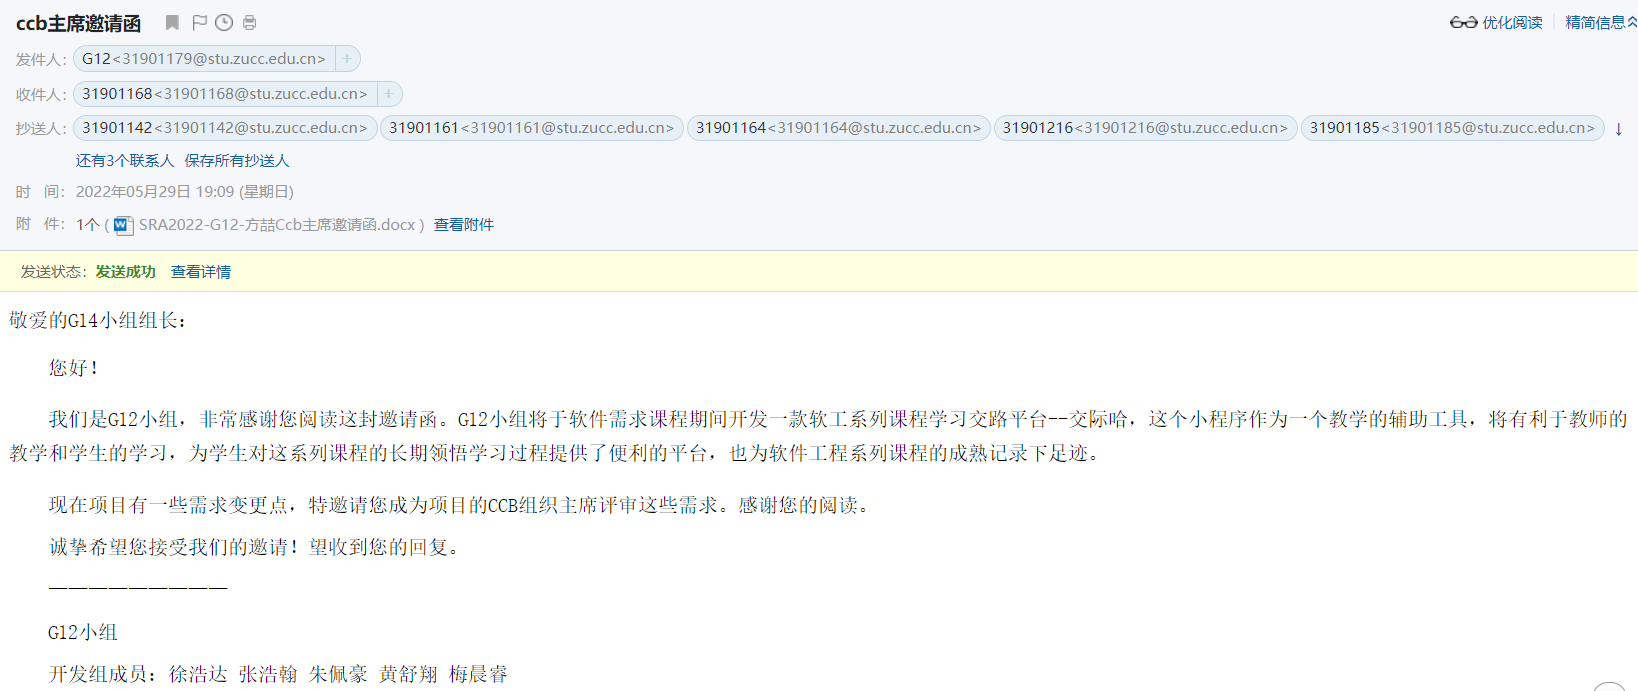 ccb主席邀请函
优化阅读 精简信息
发件人： G12<31901179@stu.zucc.edu.cn> +
收件人： 31901168<31901168@stu.zucc.edu.cn> +
抄送人： 31901142<31901142@stu.zucc.edu.cn> 31901161<31901161@stu.zucc.edu.cn> 31901164<31901164@stu.zucc.edu.cn> 31901216<31901216@stu.zucc.edu.cn> 31901185<31901185@stu.zucc.edu.cn> ↓
还有3个联系人 保存所有抄送人
时 间： 2022年05月29日 19:09 (星期日)
附 件： 1个 ( SRA2022-G12-方喆Ccb主席邀请函.docx ) 查看附件
发送状态：发送成功 查看详情
敬爱的G14小组组长：
您好！
我们是G12小组，非常感谢您阅读这封邀请函。G12小组将于软件需求课程期间开发一款软工系列课程学习交路平台--交际哈，这个小程序作为一个教学的辅助工具，将有利于教师的
教学和学生的学习，为学生对这系列课程的长期领悟学习过程提供了便利的平台，也为软件工程系列课程的成熟记录下足迹。
现在项目有一些需求变更点，特邀请您成为项目的CCB组织主席评审这些需求。感谢您的阅读。
诚挚希望您接受我们的邀请！望收到您的回复。
—————————
G12小组
开发组成员：徐浩达 张浩翰 朱佩豪 黄舒翔 梅晨睿